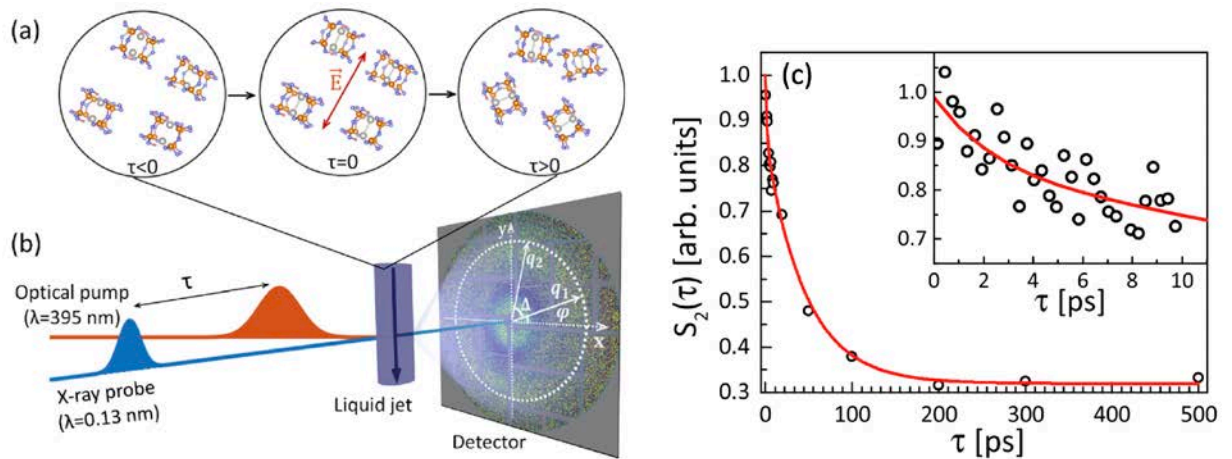 (a)
E
τ<0
τ=0
τ>0
(b)
τ
Optical pump
(λ=395 nm)
X-ray probe
(λ=0.13 nm)
Liquid jet
Detector
y
q₂
q₁
Δ
φ
x
(c)
S₂(τ) [arb. units]
1.0
0.9
0.8
0.7
0.6
0.5
0.4
0.3
0 100 200 300 400 500
τ [ps]
1.0
0.9
0.8
0.7
0 2 4 6 8 10
τ [ps]